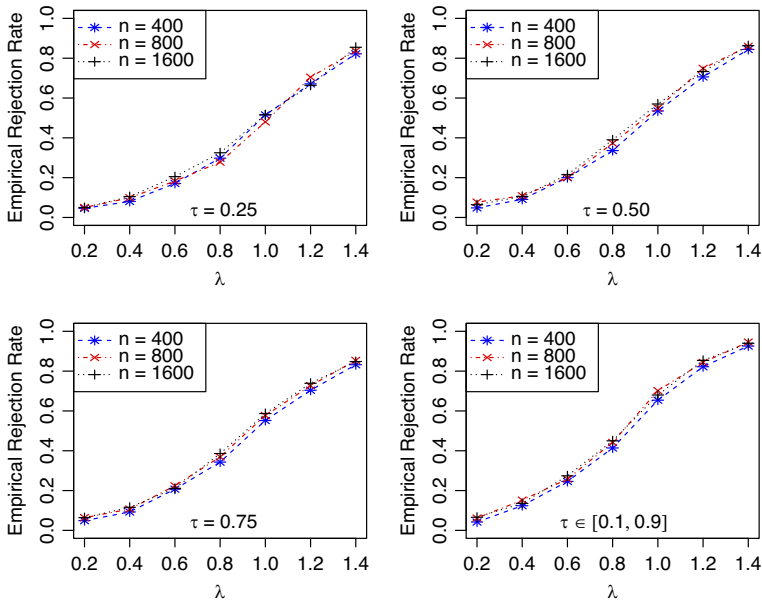 Empirical Rejection Rate
1.0
0.8
0.6
0.4
0.2
0.0
n = 400
n = 800
n = 1600
τ = 0.25
0.2 0.4 0.6 0.8 1.0 1.2 1.4
λ
Empirical Rejection Rate
1.0
0.8
0.6
0.4
0.2
0.0
n = 400
n = 800
n = 1600
τ = 0.50
0.2 0.4 0.6 0.8 1.0 1.2 1.4
λ
Empirical Rejection Rate
1.0
0.8
0.6
0.4
0.2
0.0
n = 400
n = 800
n = 1600
τ = 0.75
0.2 0.4 0.6 0.8 1.0 1.2 1.4
λ
Empirical Rejection Rate
1.0
0.8
0.6
0.4
0.2
0.0
n = 400
n = 800
n = 1600
τ ∈ [0.1, 0.9]
0.2 0.4 0.6 0.8 1.0 1.2 1.4
λ